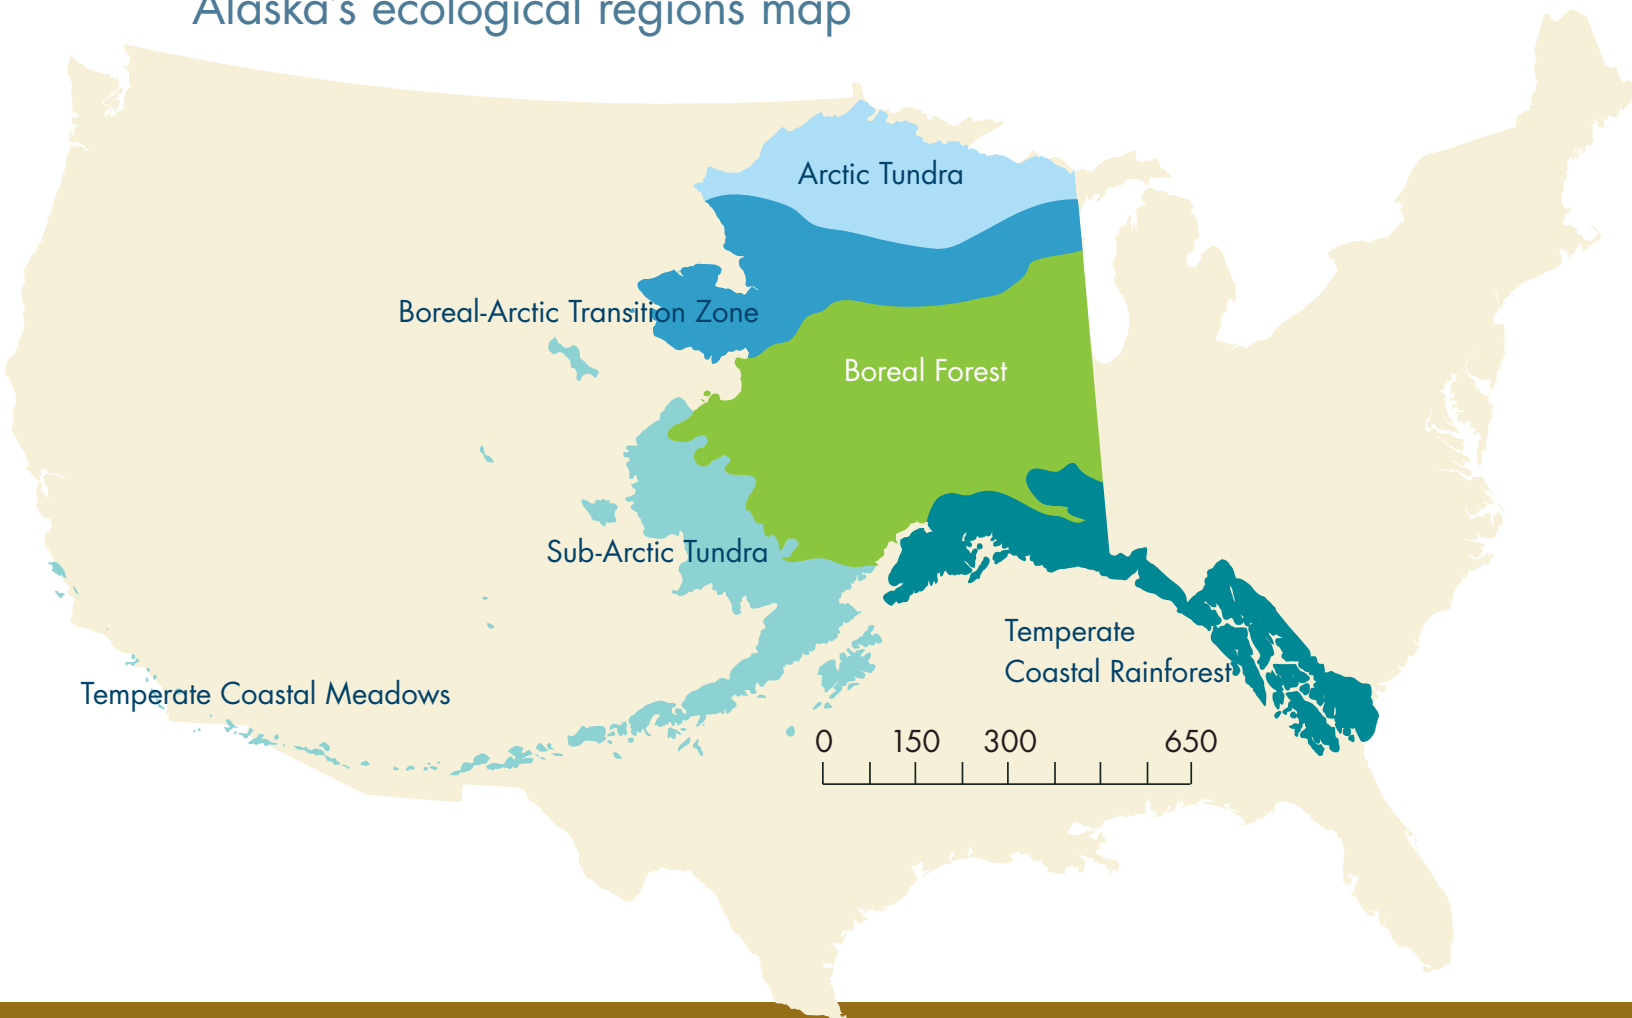 Alaska's ecological regions map
Arctic Tundra
Boreal-Arctic Transition Zone
Boreal Forest
Sub-Arctic Tundra
Temperate
Coastal Rainforest
Temperate Coastal Meadows
0 150 300 650